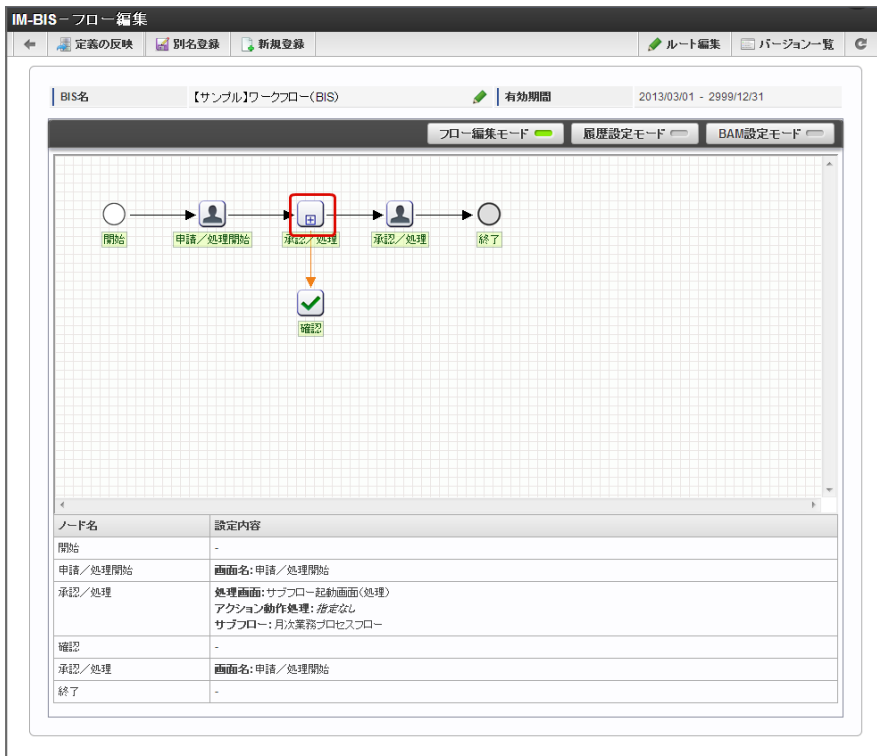 IM-BIS－フロー編集
定義の反映 別名登録 新規登録 ルート編集 バージョン一覧
BIS名 【サンプル】ワークフロー(BIS) 有効期間 2013/03/01 - 2999/12/31
フロー編集モード 履歴設定モード BAM設定モード
開始 申請／処理開始 承認／処理 承認／処理 終了
確認
ノード名 設定内容
開始 -
申請／処理開始 画面名：申請／処理開始
承認／処理 処理画面：サブフロー起動画面(処理)
アクション動作処理：指定なし
サブフロー：月次業務プロセスフロー
確認 -
承認／処理 画面名：申請／処理開始
終了 -